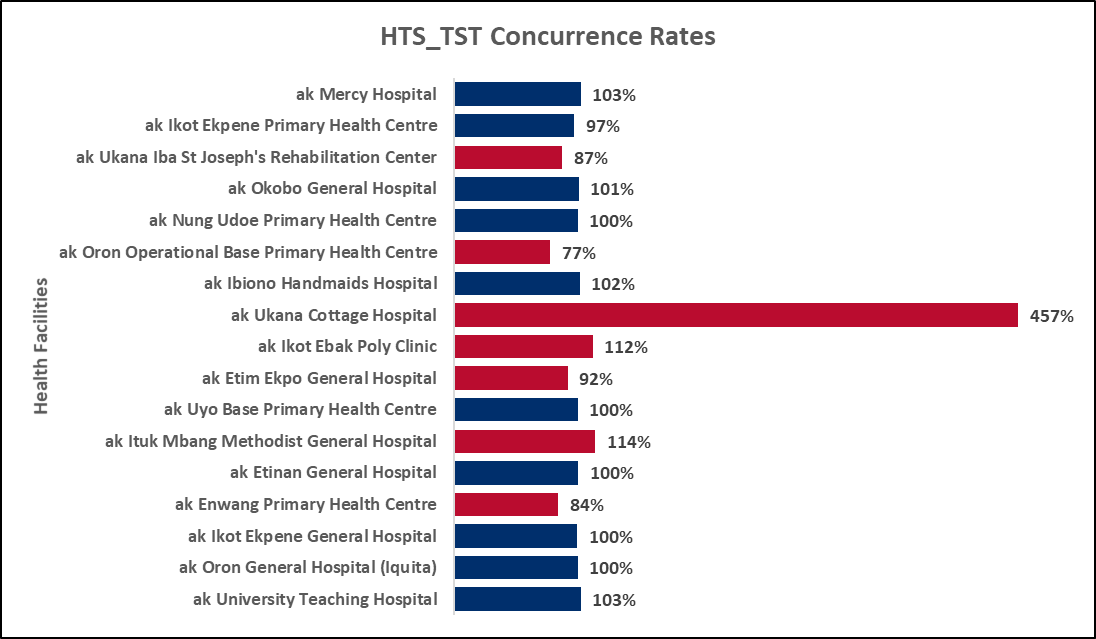 HTS_TST Concurrence Rates
Health Facilities
ak Mercy Hospital 103%
ak Ikot Ekpene Primary Health Centre 97%
ak Ukana Iba St Joseph's Rehabilitation Center 87%
ak Okobo General Hospital 101%
ak Nung Udoe Primary Health Centre 100%
ak Oron Operational Base Primary Health Centre 77%
ak Ibiono Handmaids Hospital 102%
ak Ukana Cottage Hospital 457%
ak Ikot Ebak Poly Clinic 112%
ak Etim Ekpo General Hospital 92%
ak Uyo Base Primary Health Centre 100%
ak Ituk Mbang Methodist General Hospital 114%
ak Etinan General Hospital 100%
ak Enwang Primary Health Centre 84%
ak Ikot Ekpene General Hospital 100%
ak Oron General Hospital (Iquita) 100%
ak University Teaching Hospital 103%